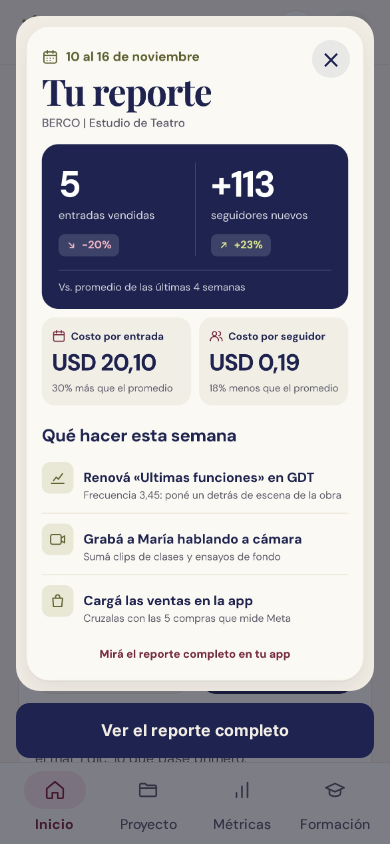 10 al 16 de noviembre
Tu reporte
BERCO | Estudio de Teatro
5
entradas vendidas
-20%
+113
seguidores nuevos
+23%
Vs. promedio de las últimas 4 semanas
Costo por entrada
USD 20,10
30% más que el promedio
Costo por seguidor
USD 0,19
18% menos que el promedio
Qué hacer esta semana
Renová «Ultimas funciones» en GDT
Frecuencia 3,45: poné un detrás de escena de la obra
Grabá a María hablando a cámara
Sumá clips de clases y ensayos de fondo
Cargá las ventas en la app
Cruzalas con las 5 compras que mide Meta
Mirá el reporte completo en tu app
Ver el reporte completo
Inicio
Proyecto
Métricas
Formación